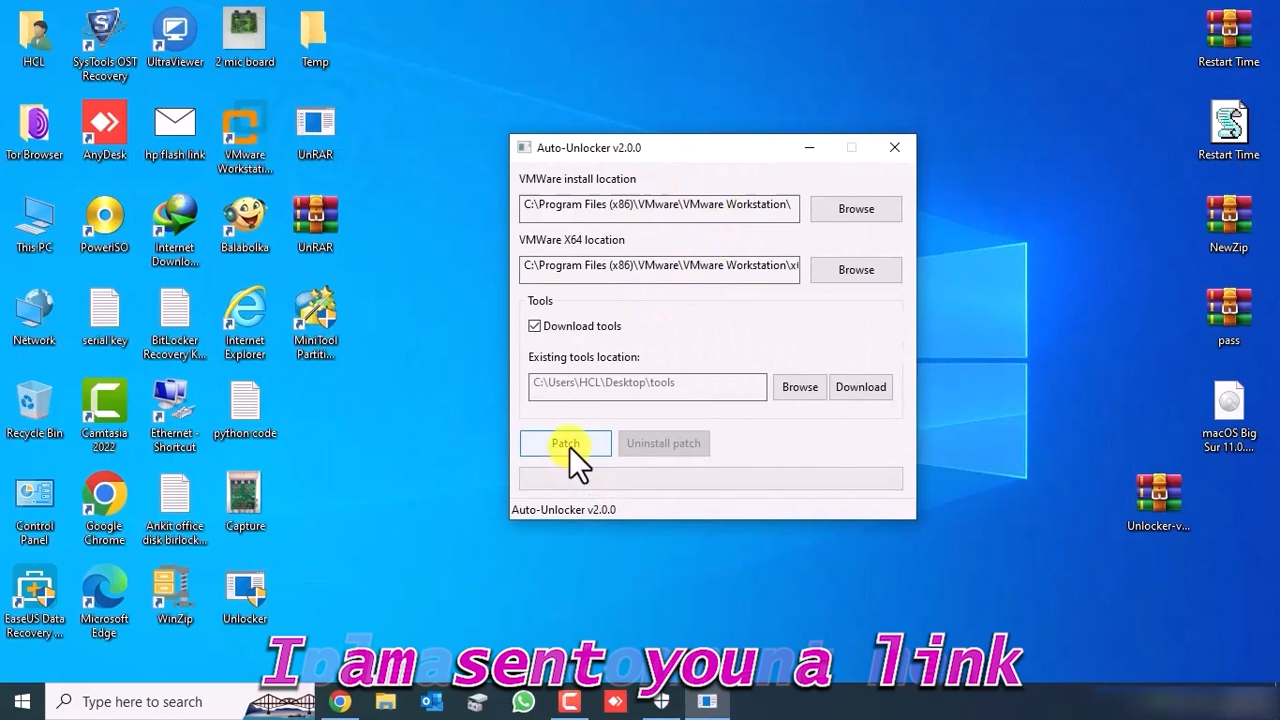 HCL
SysTools OST
Recovery
UltraViewer
2 mic board
Temp
Restart Time
Tor Browser
AnyDesk
hp flash link
VMware
Workstati...
UnRAR
Restart Time
This PC
PowerISO
Internet
Downlo...
Balabolka
UnRAR
NewZip
Network
serial key
BitLocker
Recovery K...
Internet
Explorer
MiniTool
Partiti...
pass
Recycle Bin
Camtasia
2022
Ethernet -
Shortcut
python code
macOS Big
Sur 11.0....
Control
Panel
Google
Chrome
Ankit office
disk birlock...
Capture
Unlocker-v...
EaseUS Data
Recovery ...
Microsoft
Edge
WinZip
Unlocker
Auto-Unlocker v2.0.0
VMWare install location
C:\Program Files (x86)\VMware\VMware Workstation\
Browse
VMWare X64 location
C:\Program Files (x86)\VMware\VMware Workstation\x
Browse
Tools
Download tools
Existing tools location:
C:\Users\HCL\Desktop\tools
Browse
Download
Patch
Uninstall patch
Auto-Unlocker v2.0.0
I am sent you a link
Type here to search